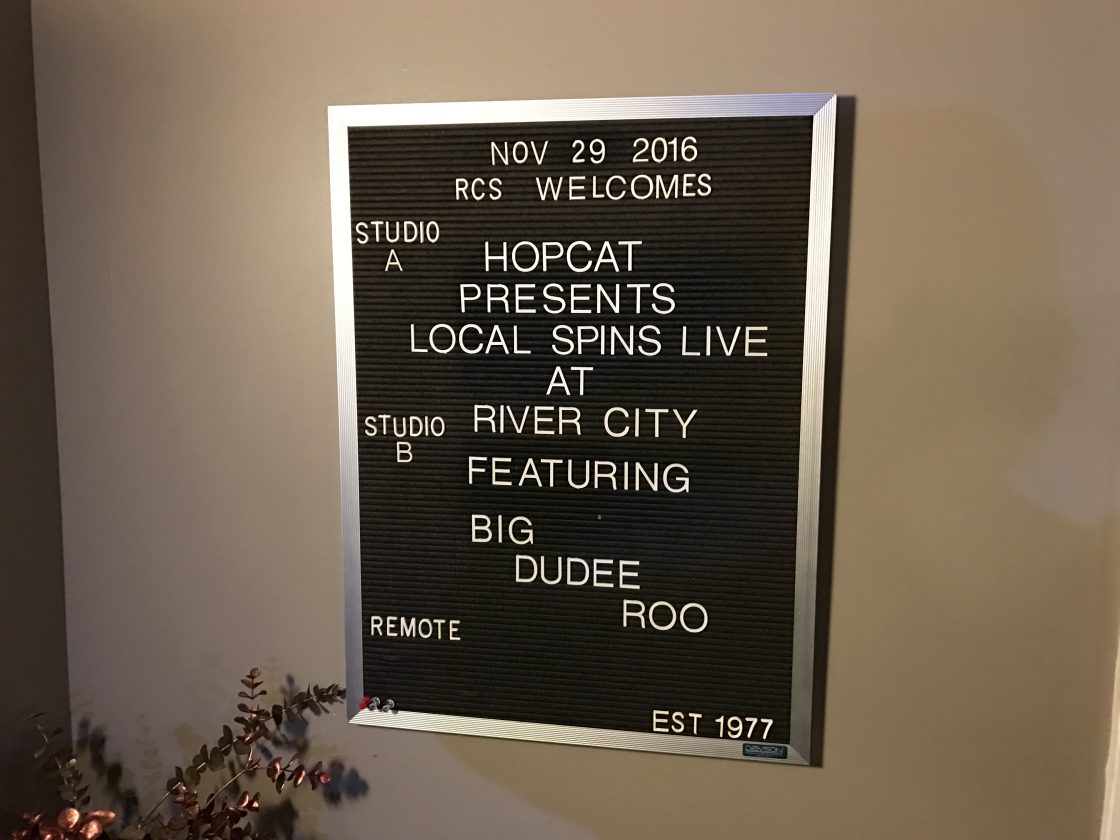 NOV 29 2016
RCS WELCOMES
STUDIO
A
HOPCAT
PRESENTS
LOCAL SPINS LIVE
AT
RIVER CITY
STUDIO
B
FEATURING
BIG
DUDEE
ROO
REMOTE
EST 1977
DAVSON